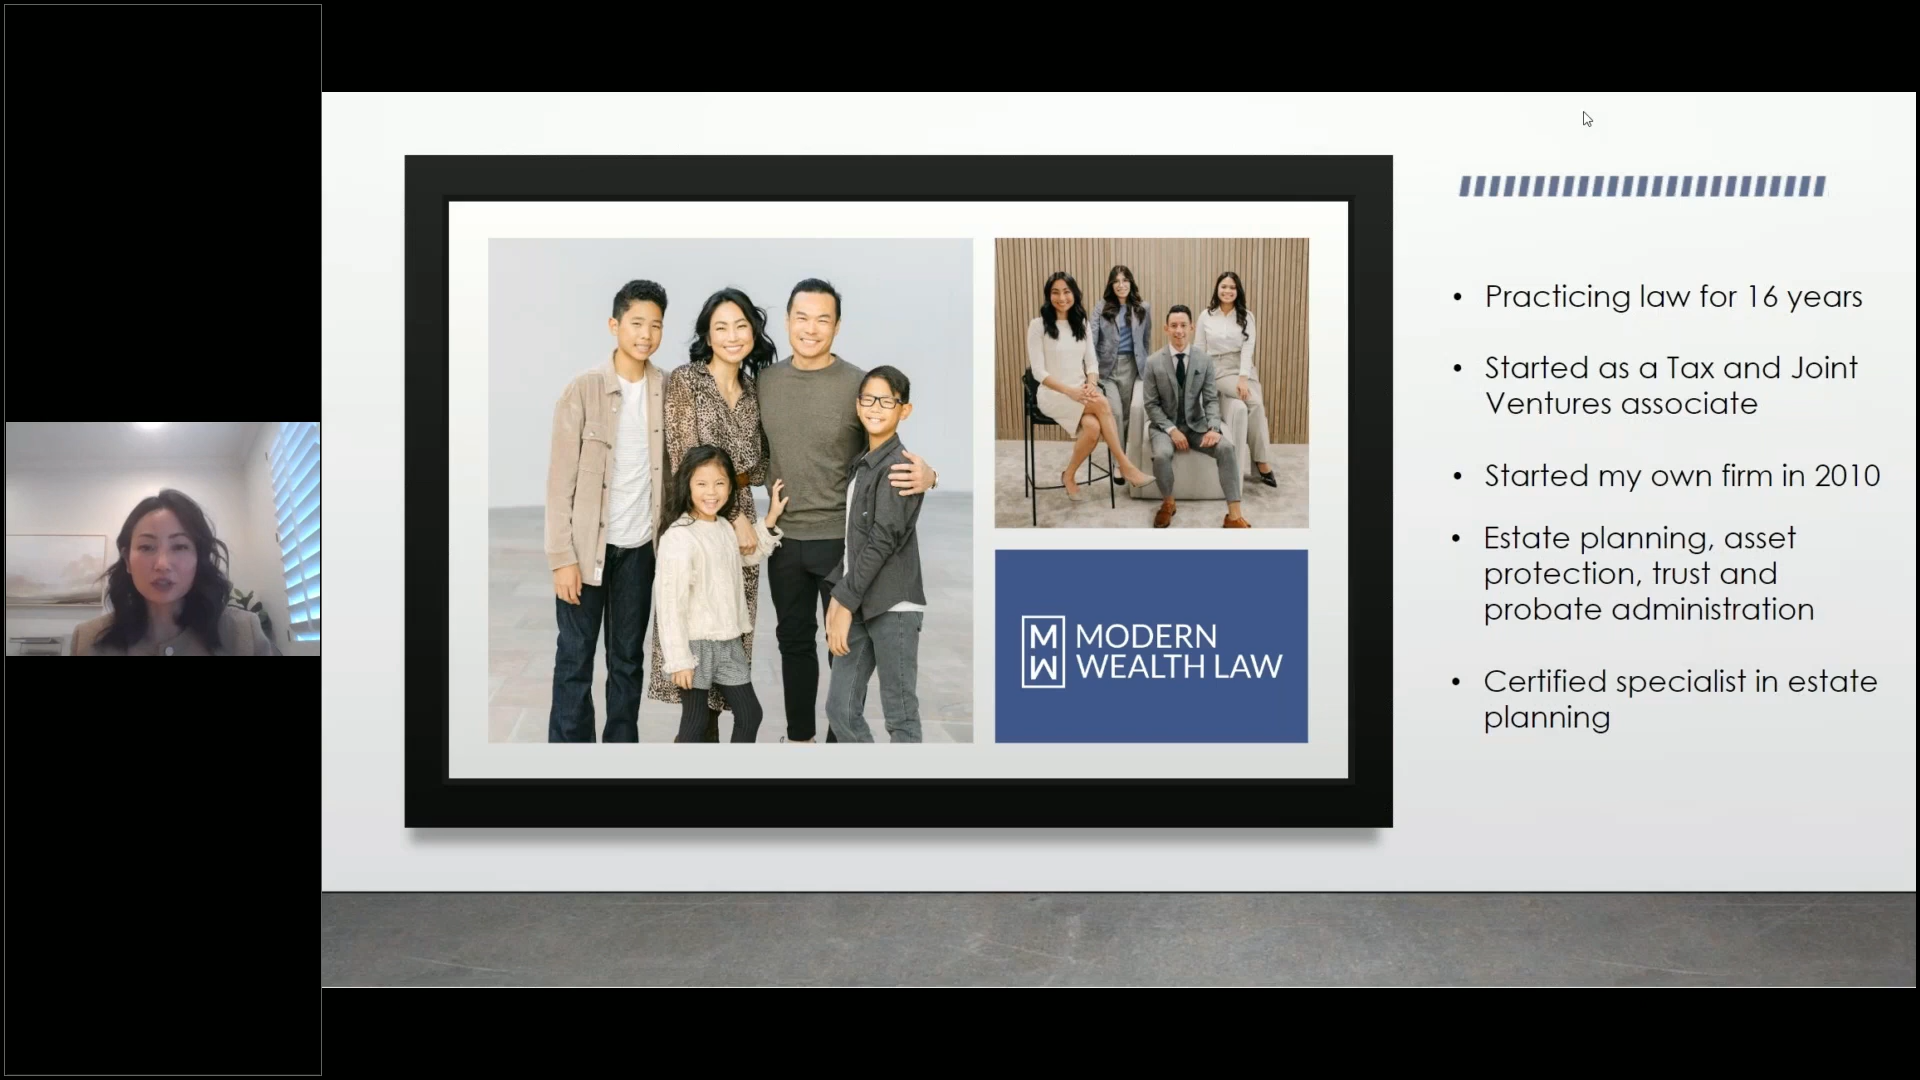 M
W
MODERN
WEALTH LAW
• Practicing law for 16 years
• Started as a Tax and Joint
Ventures associate
• Started my own firm in 2010
• Estate planning, asset
protection, trust and
probate administration
• Certified specialist in estate
planning